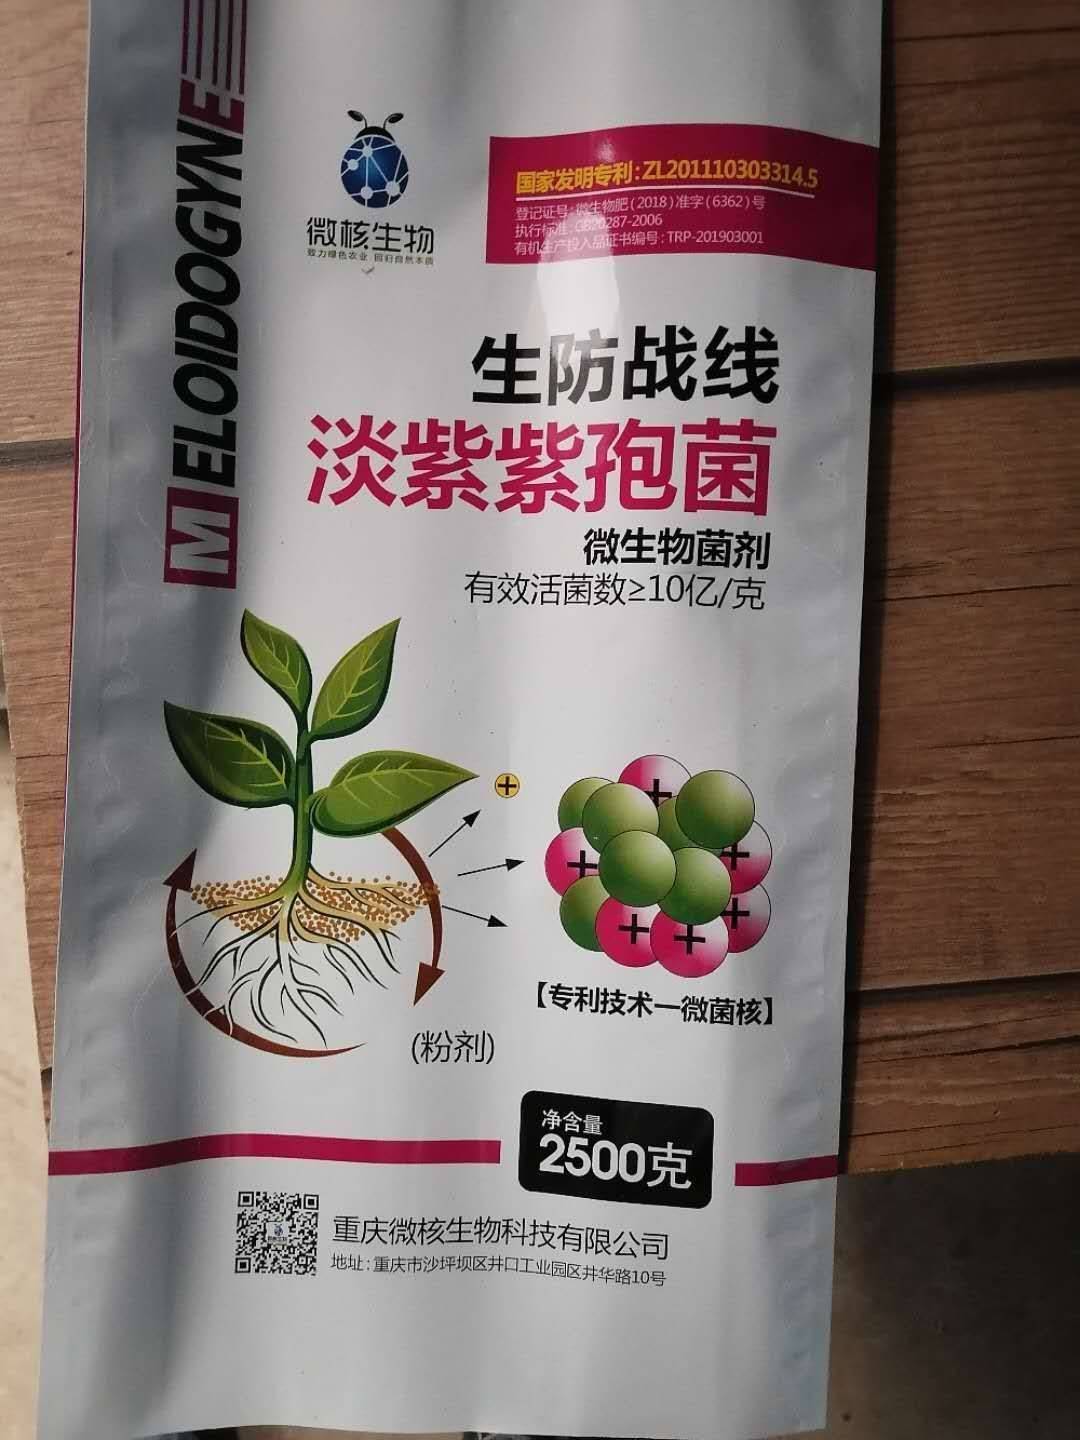 MELOIDOGYNE
微核生物
致力绿色农业 回归自然本质
国家发明专利:ZL201110303314.5
登记证号:微生物肥(2018)准字(6362)号
执行标准:GB20287-2006
有机生产投入品证书编号:TRP-201903001
生防战线
淡紫紫孢菌
微生物菌剂
有效活菌数≥10亿/克
【专利技术—微菌核】
(粉剂)
净含量
2500克
重庆微核生物科技有限公司
地址:重庆市沙坪坝区井口工业园区井华路10号